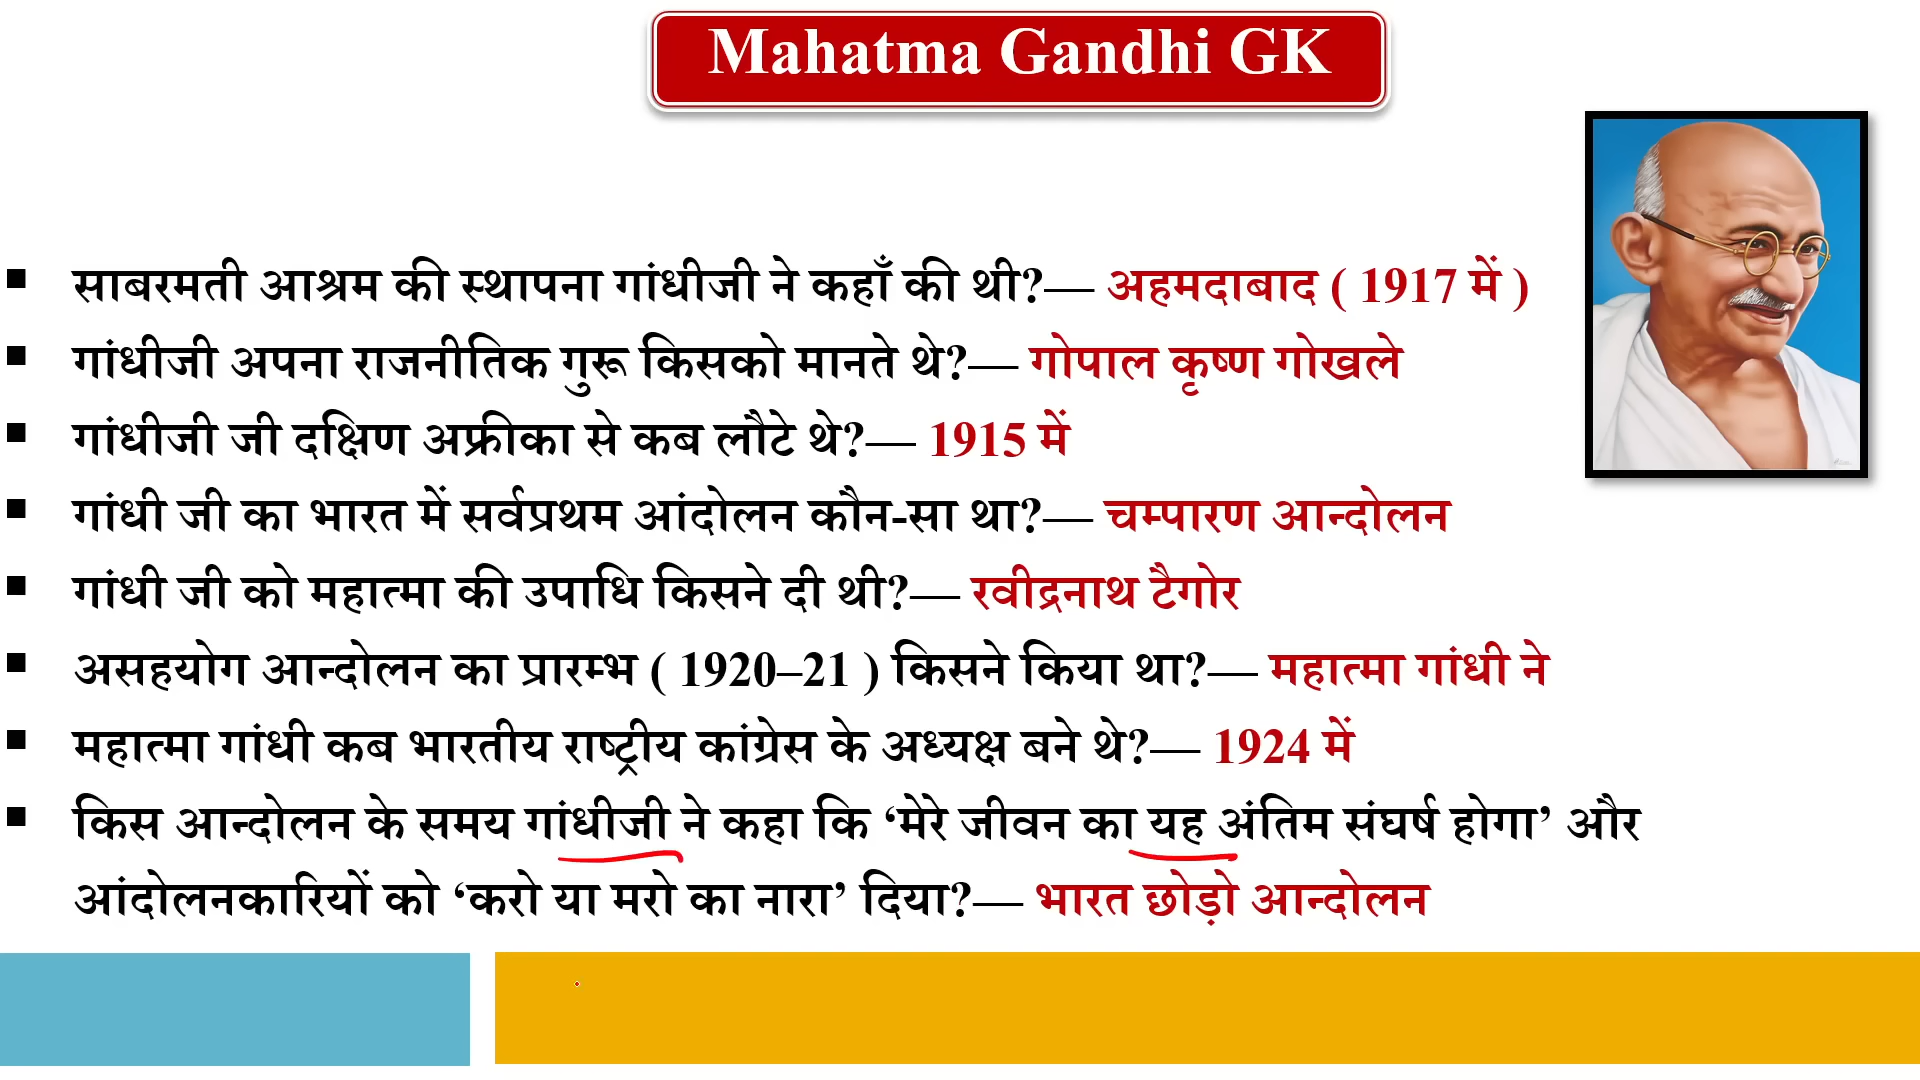 Mahatma Gandhi GK
▪ साबरमती आश्रम की स्थापना गांधीजी ने कहाँ की थी?— अहमदाबाद ( 1917 में )
▪ गांधीजी अपना राजनीतिक गुरू किसको मानते थे?— गोपाल कृष्ण गोखले
▪ गांधीजी जी दक्षिण अफ्रीका से कब लौटे थे?— 1915 में
▪ गांधी जी का भारत में सर्वप्रथम आंदोलन कौन-सा था?— चम्पारण आन्दोलन
▪ गांधी जी को महात्मा की उपाधि किसने दी थी?— रवीद्रनाथ टैगोर
▪ असहयोग आन्दोलन का प्रारम्भ ( 1920–21 ) किसने किया था?— महात्मा गांधी ने
▪ महात्मा गांधी कब भारतीय राष्ट्रीय कांग्रेस के अध्यक्ष बने थे?— 1924 में
▪ किस आन्दोलन के समय गांधीजी ने कहा कि ‘मेरे जीवन का यह अंतिम संघर्ष होगा’ और
आंदोलनकारियों को ‘करो या मरो का नारा’ दिया?— भारत छोड़ो आन्दोलन